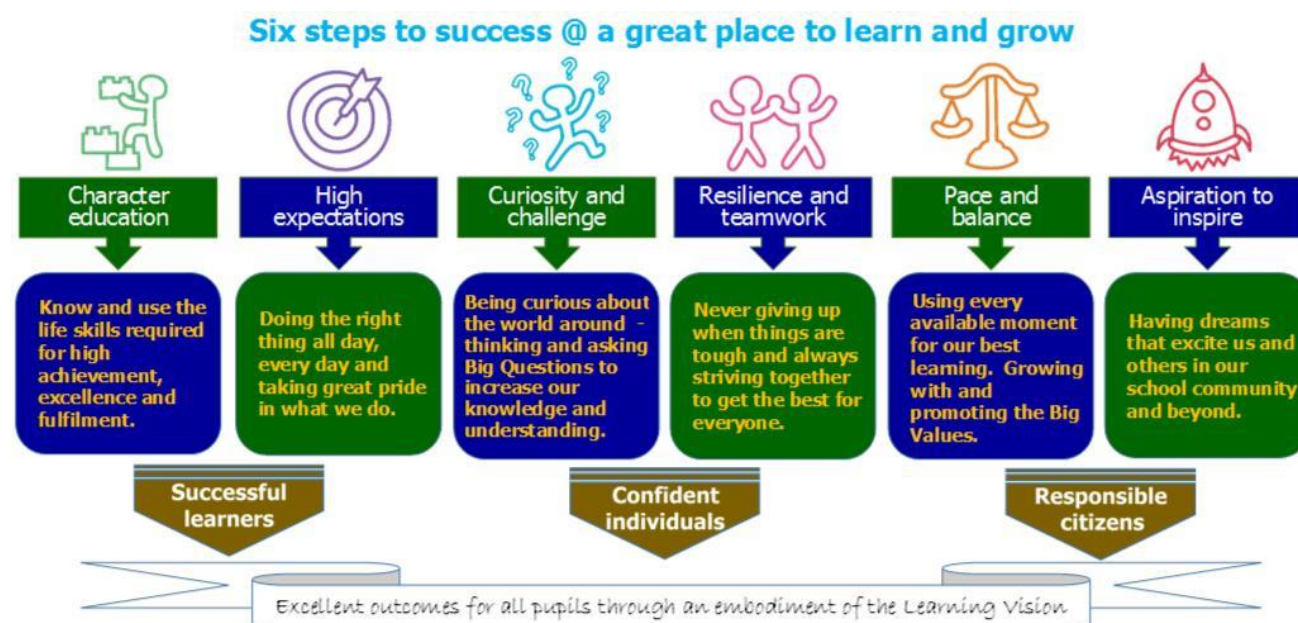 Six steps to success @ a great place to learn and grow
Character
education
High
expectations
Curiosity and
challenge
Resilience and
teamwork
Pace and
balance
Aspiration to
inspire
Know and use the
life skills required
for high
achievement,
excellence and
fulfilment.
Doing the right
thing all day,
every day and
taking great pride
in what we do.
Being curious about
the world around -
thinking and asking
Big Questions to
increase our
knowledge and
understanding.
Never giving up
when things are
tough and always
striving together
to get the best for
everyone.
Using every
available moment
for our best
learning. Growing
with and
promoting the Big
Values.
Having dreams
that excite us and
others in our
school community
and beyond.
Successful
learners
Confident
individuals
Responsible
citizens
Excellent outcomes for all pupils through an embodiment of the Learning Vision